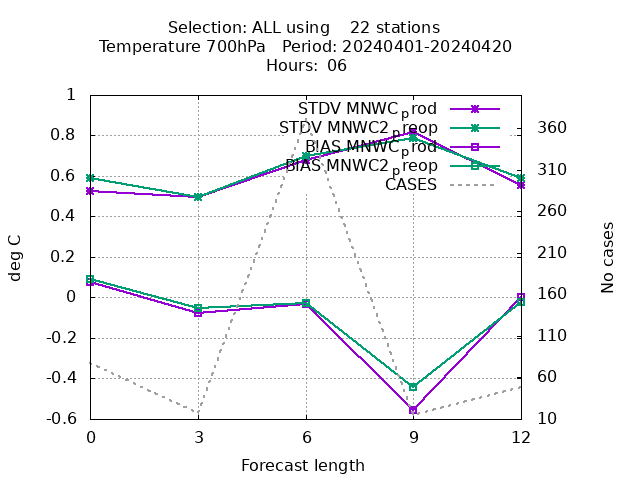 Selection: ALL using    22 stations
Temperature 700hPa   Period: 20240401-20240420
Hours: 06
STDV MNWC_prod
STDV MNWC2_preop
BIAS MNWC_prod
BIAS MNWC2_preop
CASES
1
0.8
0.6
0.4
0.2
0
-0.2
-0.4
-0.6
deg C
360
310
260
210
160
110
60
10
No cases
0 3 6 9 12
Forecast length